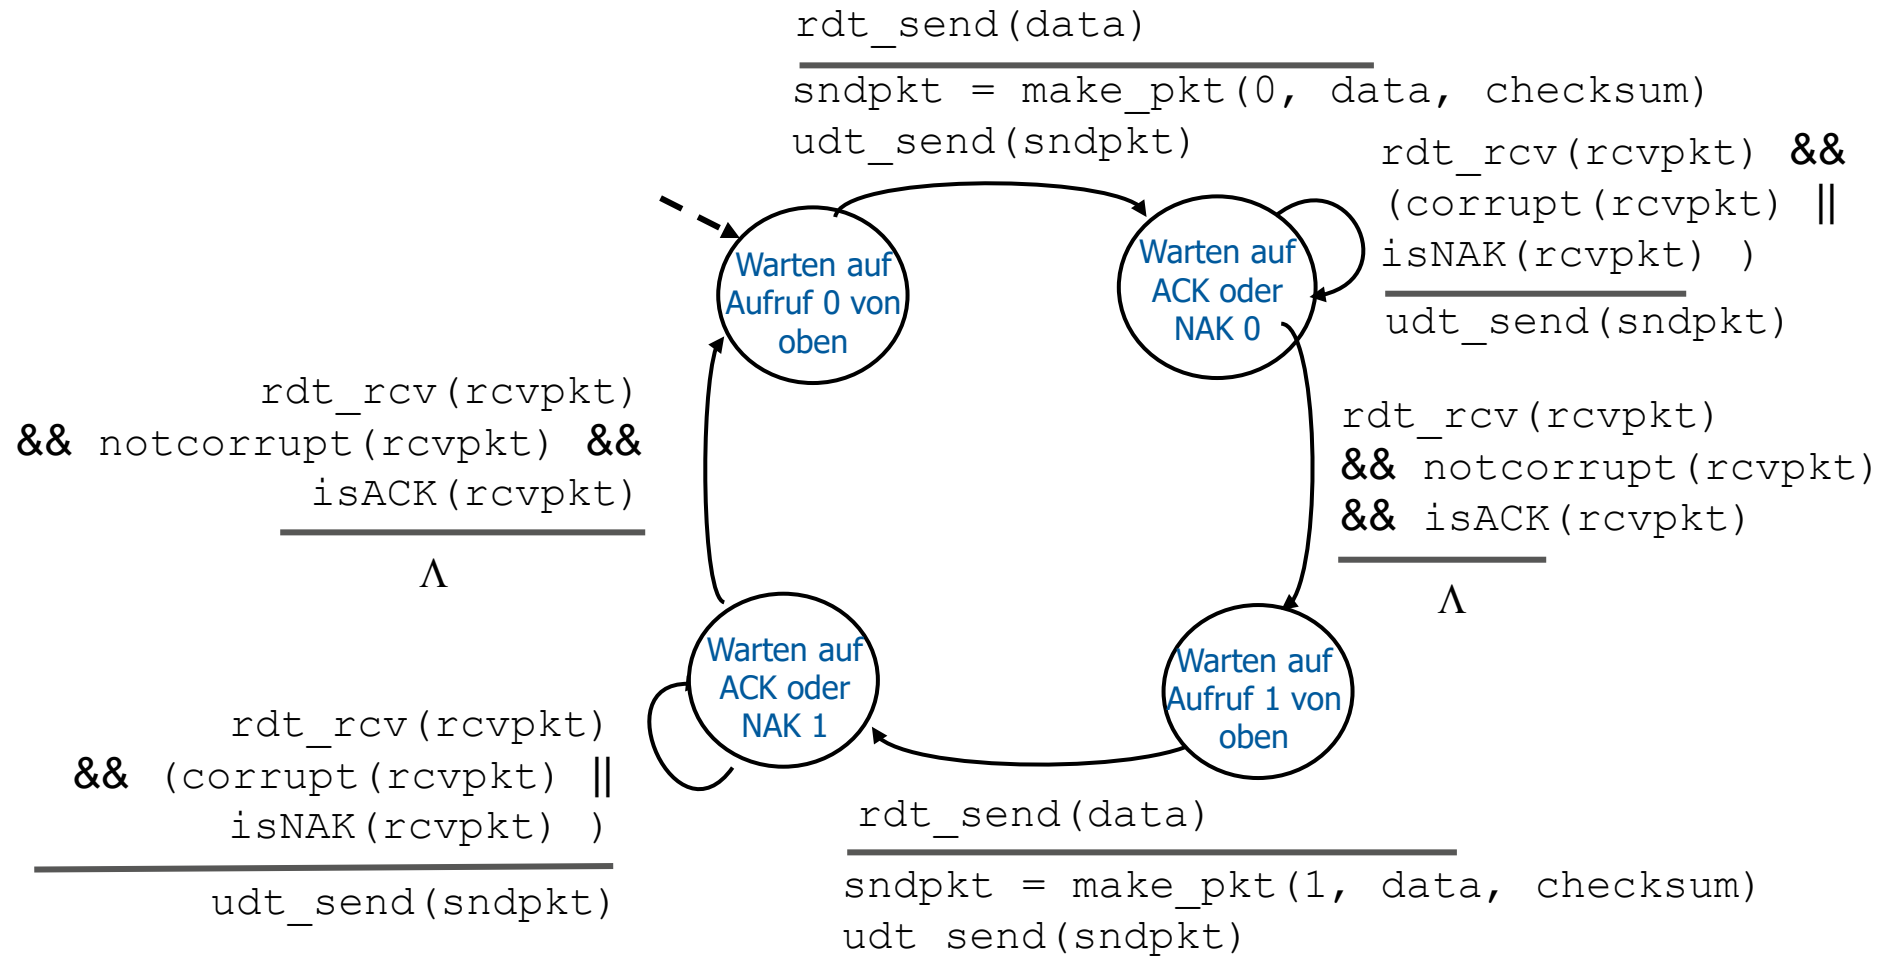 rdt_send(data)
sndpkt = make_pkt(0, data, checksum)
udt_send(sndpkt)
rdt_rcv(rcvpkt) &&
(corrupt(rcvpkt) ||
isNAK(rcvpkt) )
udt_send(sndpkt)
Warten auf
Aufruf 0 von
oben
Warten auf
ACK oder
NAK 0
rdt_rcv(rcvpkt)
&& notcorrupt(rcvpkt) &&
isACK(rcvpkt)
Λ
rdt_rcv(rcvpkt)
&& notcorrupt(rcvpkt)
&& isACK(rcvpkt)
Λ
Warten auf
ACK oder
NAK 1
Warten auf
Aufruf 1 von
oben
rdt_rcv(rcvpkt)
&& (corrupt(rcvpkt) ||
isNAK(rcvpkt) )
udt_send(sndpkt)
rdt_send(data)
sndpkt = make_pkt(1, data, checksum)
udt send(sndpkt)